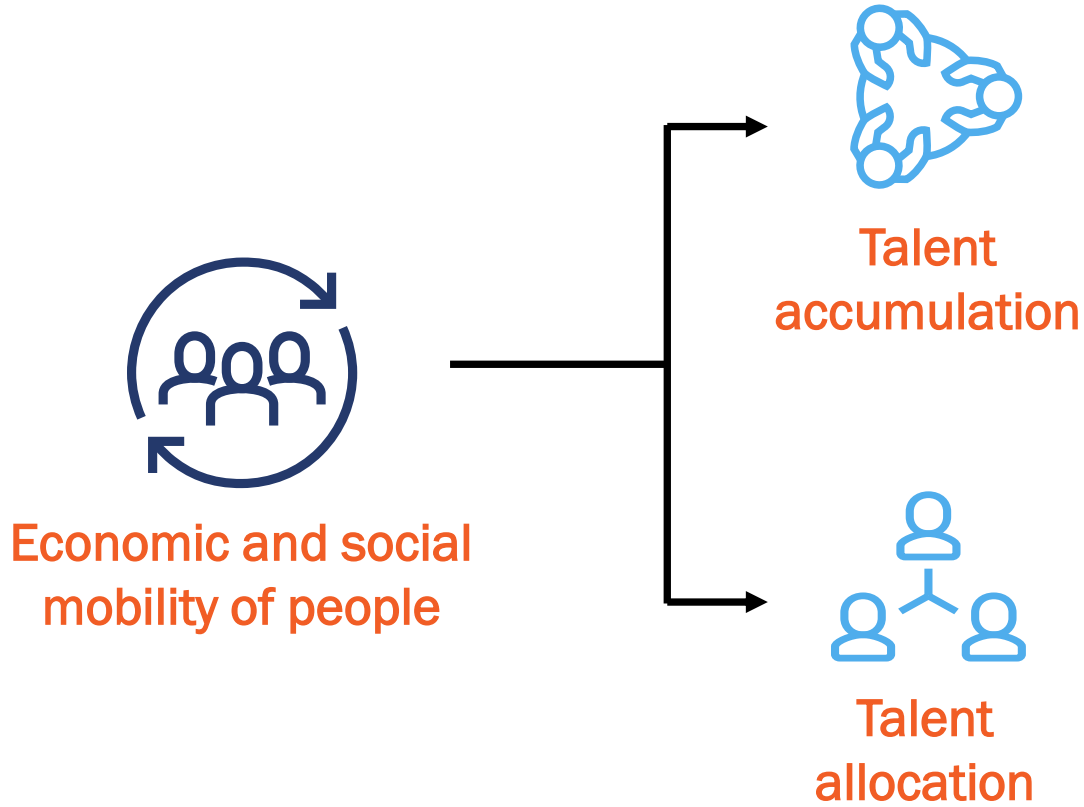 Talent
accumulation
Economic and social
mobility of people
Talent
allocation